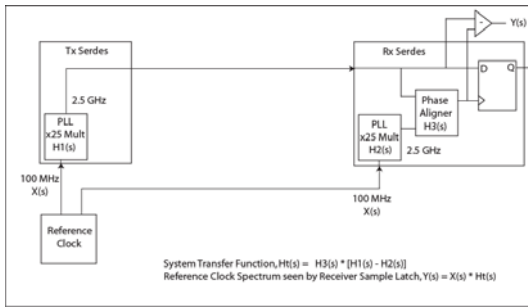 Y(s)
-
Tx Serdes
Rx Serdes
D
Q
2.5 GHz
Phase
Aligner
H3(s)
PLL
x25 Mult
H1(s)
PLL
x25 Mult
H2(s)
2.5 GHz
100 MHz
X(s)
100 MHz
X(s)
Reference
Clock
System Transfer Function, Ht(s) = H3(s) * [H1(s) - H2(s)]
Reference Clock Spectrum seen by Receiver Sample Latch, Y(s) = X(s) * Ht(s)